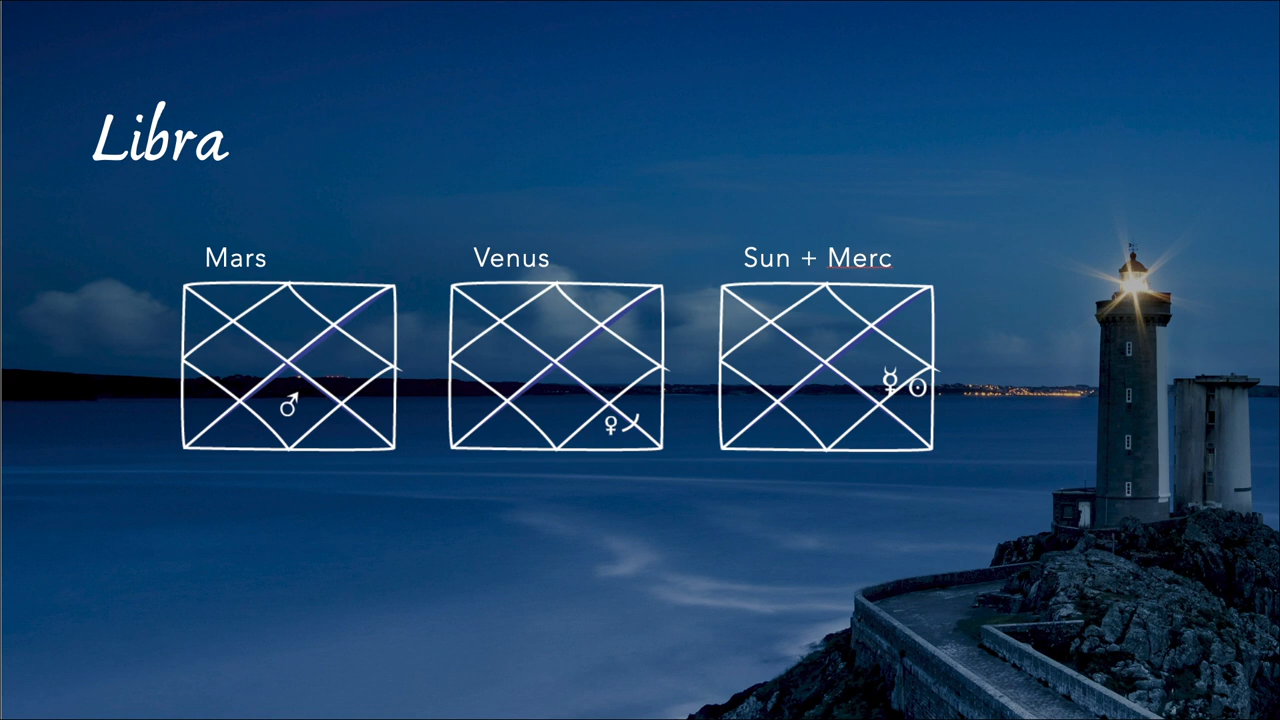 Libra
Mars
Venus
Sun + Merc
♂
♀
☿ ☉